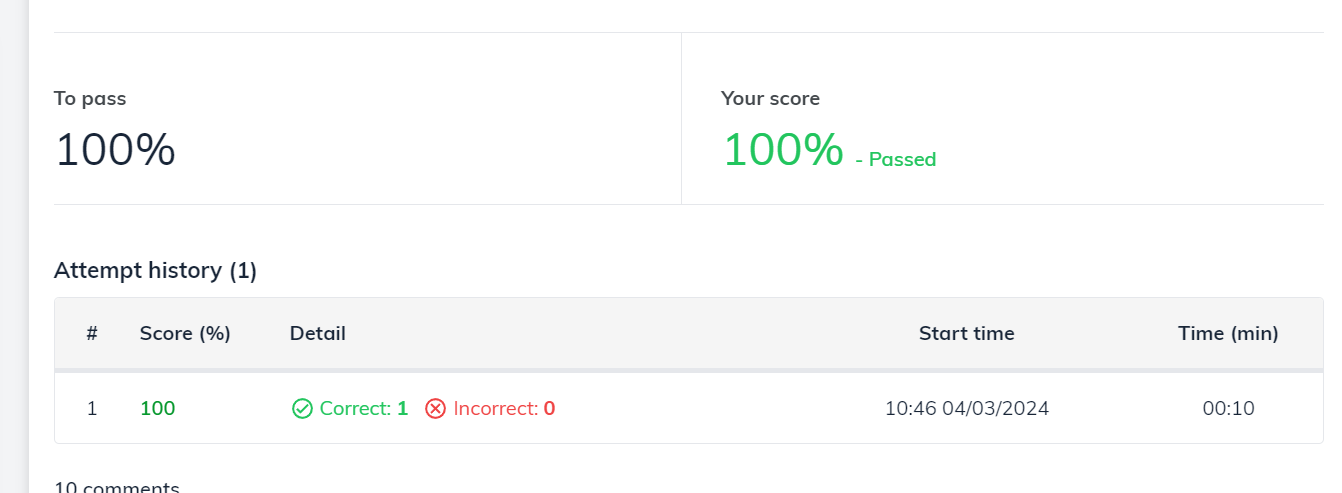 To pass
Your score
100%
100% - Passed
Attempt history (1)
# Score (%) Detail Start time Time (min)
1 100 Correct: 1 Incorrect: 0 10:46 04/03/2024 00:10
10 comments